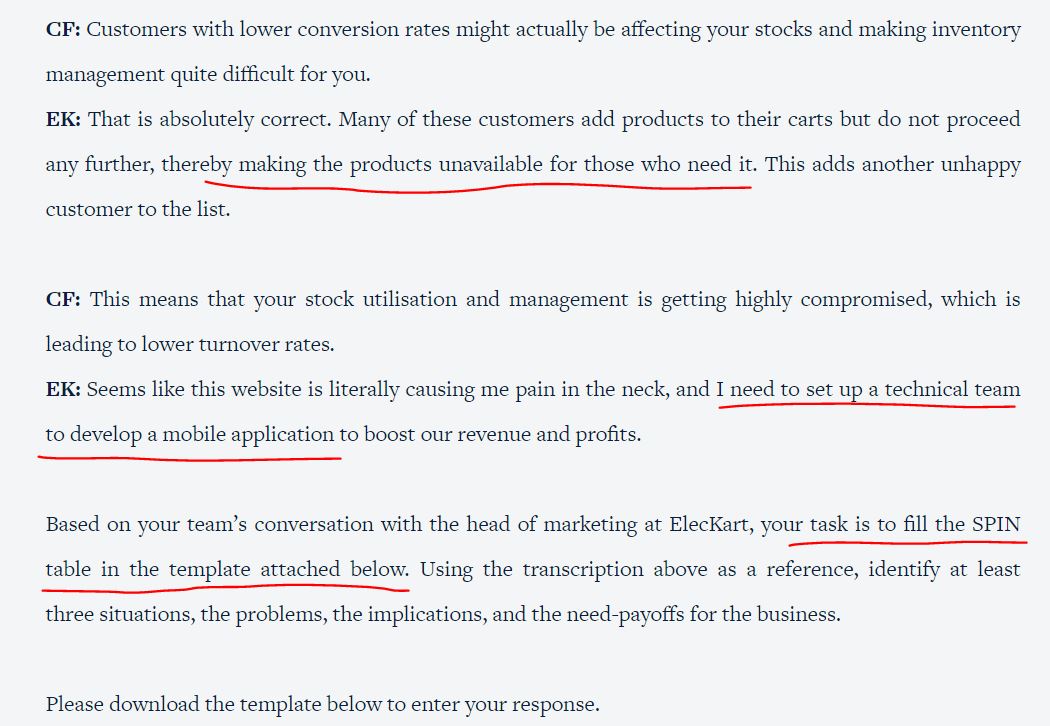 CF: Customers with lower conversion rates might actually be affecting your stocks and making inventory
management quite difficult for you.
EK: That is absolutely correct. Many of these customers add products to their carts but do not proceed
any further, thereby making the products unavailable for those who need it. This adds another unhappy
customer to the list.
CF: This means that your stock utilisation and management is getting highly compromised, which is
leading to lower turnover rates.
EK: Seems like this website is literally causing me pain in the neck, and I need to set up a technical team
to develop a mobile application to boost our revenue and profits.
Based on your team’s conversation with the head of marketing at ElecKart, your task is to fill the SPIN
table in the template attached below. Using the transcription above as a reference, identify at least
three situations, the problems, the implications, and the need-payoffs for the business.
Please download the template below to enter your response.